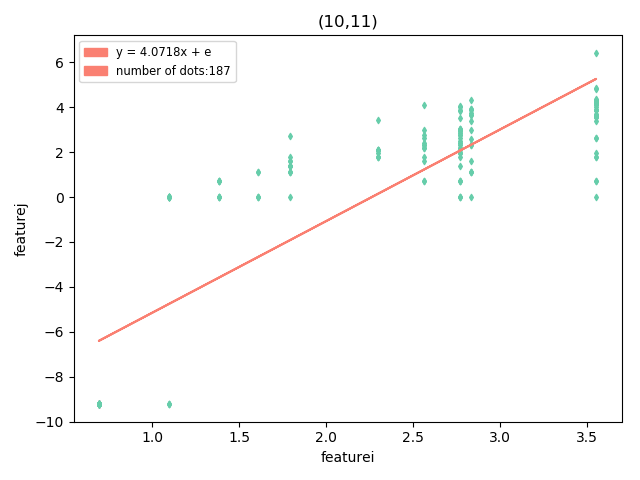 (10,11)
y = 4.0718x + e
number of dots:187
6
4
2
0
−2
−4
−6
−8
−10
featurej
1.0 1.5 2.0 2.5 3.0 3.5
featurei